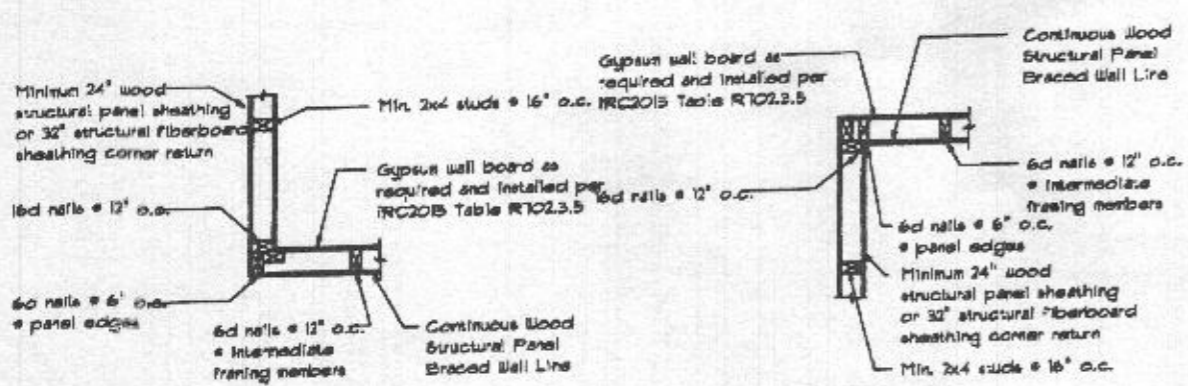 Minimum 24" wood
structural panel sheathing
or 32" structural fiberboard
sheathing corner return
16d nails @ 12" o.c.
6d nails @ 6" o.c.
@ panel edges
Min. 2x4 studs @ 16" o.c.
Gypsum wall board as
required and installed per
IRC2015 Table R702.3.5
6d nails @ 12" o.c.
@ intermediate
framing members
Continuous Wood
Structural Panel
Braced Wall Line
Gypsum wall board as
required and installed per
IRC2015 Table R702.3.5
16d nails @ 12" o.c.
Continuous Wood
Structural Panel
Braced Wall Line
6d nails @ 12" o.c.
@ intermediate
framing members
6d nails @ 6" o.c.
@ panel edges
Minimum 24" wood
structural panel sheathing
or 32" structural fiberboard
sheathing corner return
Min. 2x4 studs @ 16" o.c.